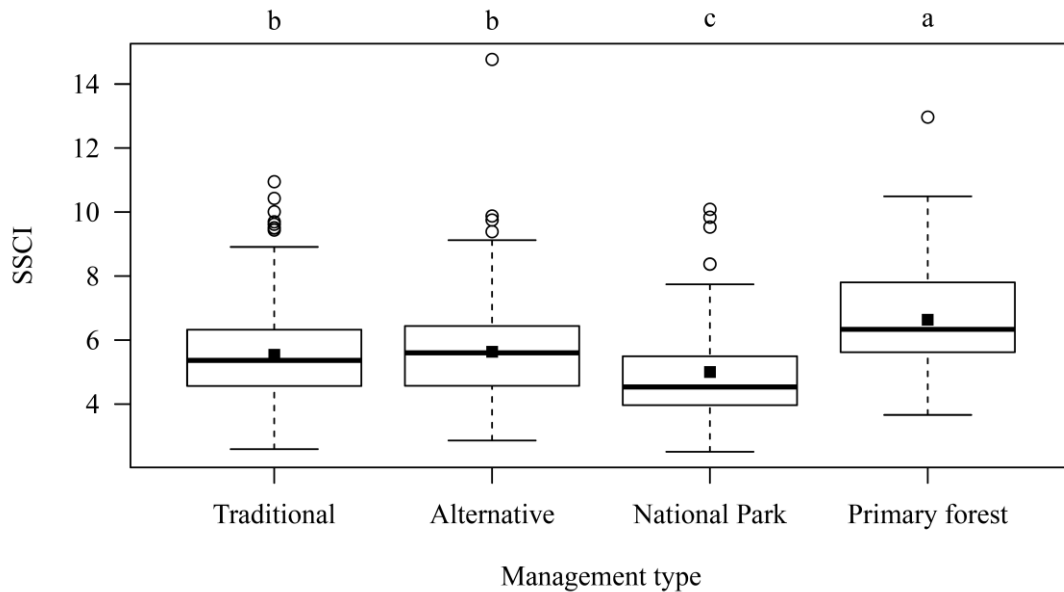 b b c a
14
12
10
8
6
4
SSCI
Traditional Alternative National Park Primary forest
Management type